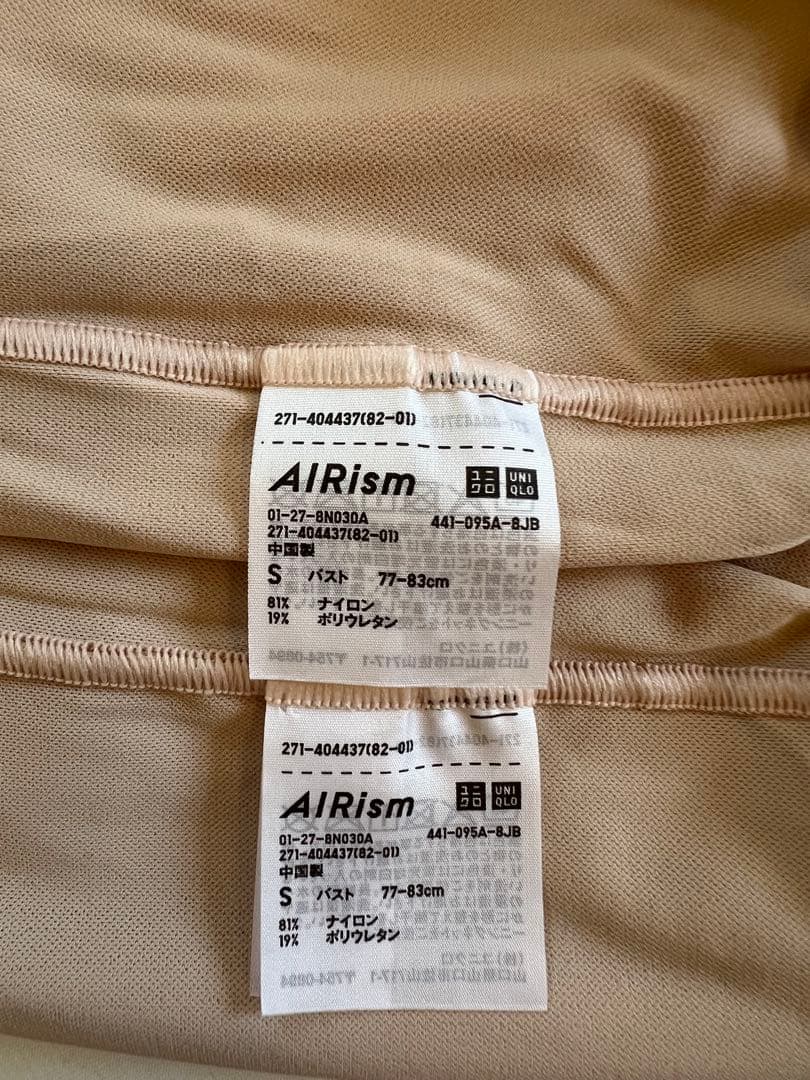 271-404437(82-01)
AIRism ユニクロ UNIQLO
01-27-8N030A 441-095A-8JB
271-404437(82-01)
中国製
S バスト 77-83cm
81% ナイロン
19% ポリウレタン
271-404437(82-01)
AIRism ユニクロ UNIQLO
01-27-8N030A 441-095A-8JB
271-404437(82-01)
中国製
S バスト 77-83cm
81% ナイロン
19% ポリウレタン